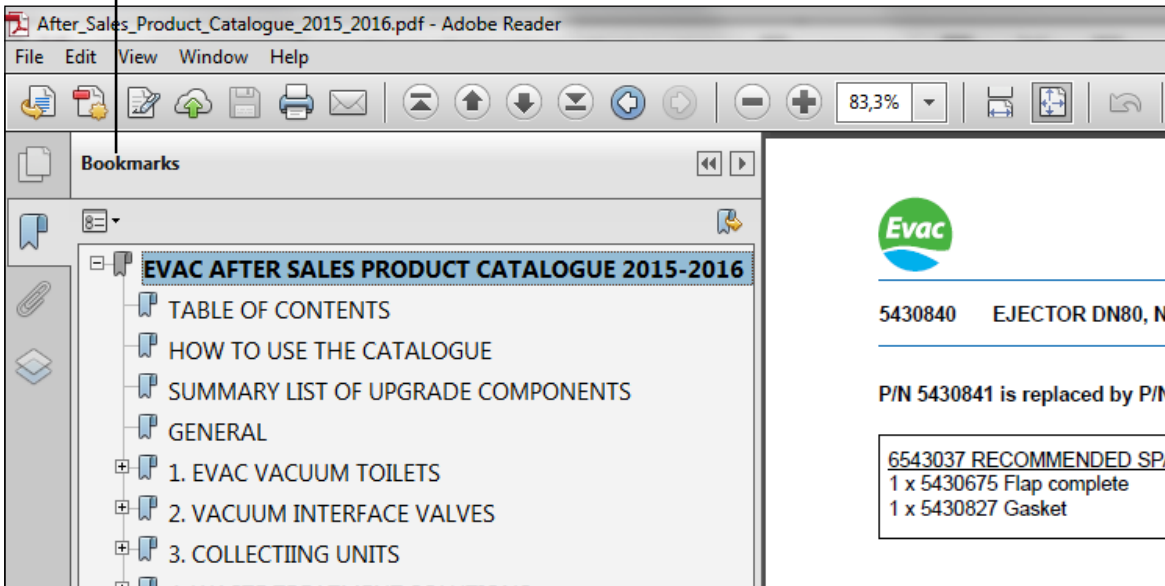 After_Sales_Product_Catalogue_2015_2016.pdf - Adobe Reader
File Edit View Window Help
83,3%
Bookmarks
EVAC AFTER SALES PRODUCT CATALOGUE 2015-2016
TABLE OF CONTENTS
HOW TO USE THE CATALOGUE
SUMMARY LIST OF UPGRADE COMPONENTS
GENERAL
1. EVAC VACUUM TOILETS
2. VACUUM INTERFACE VALVES
3. COLLECTIING UNITS
Evac
5430840 EJECTOR DN80, N
P/N 5430841 is replaced by P/N
6543037 RECOMMENDED SPA
1 x 5430675 Flap complete
1 x 5430827 Gasket